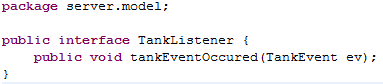 package server.model;
public interface TankListener {
    public void tankEventOccured(TankEvent ev);
}